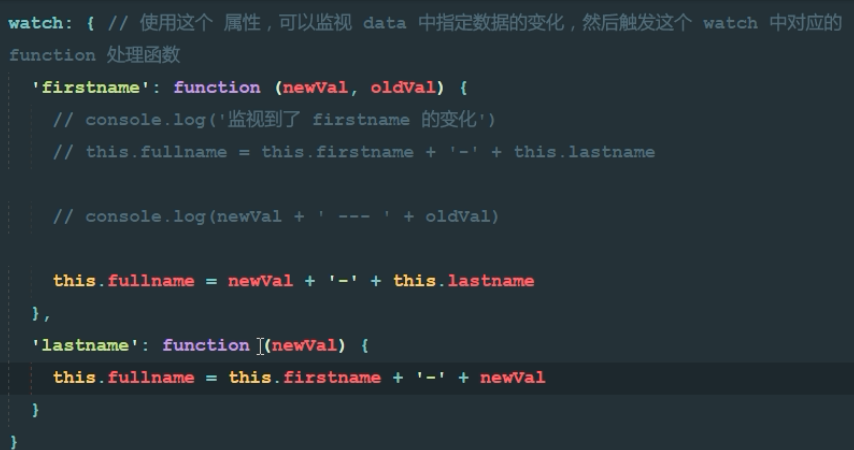 watch: { // 使用这个 属性，可以监视 data 中指定数据的变化，然后触发这个 watch 中对应的
function 处理函数
'firstname': function (newVal, oldVal) {
// console.log('监视到了 firstname 的变化')
// this.fullname = this.firstname + '-' + this.lastname
// console.log(newVal + ' --- ' + oldVal)
this.fullname = newVal + '-' + this.lastname
},
'lastname': function (newVal) {
this.fullname = this.firstname + '-' + newVal
}
}